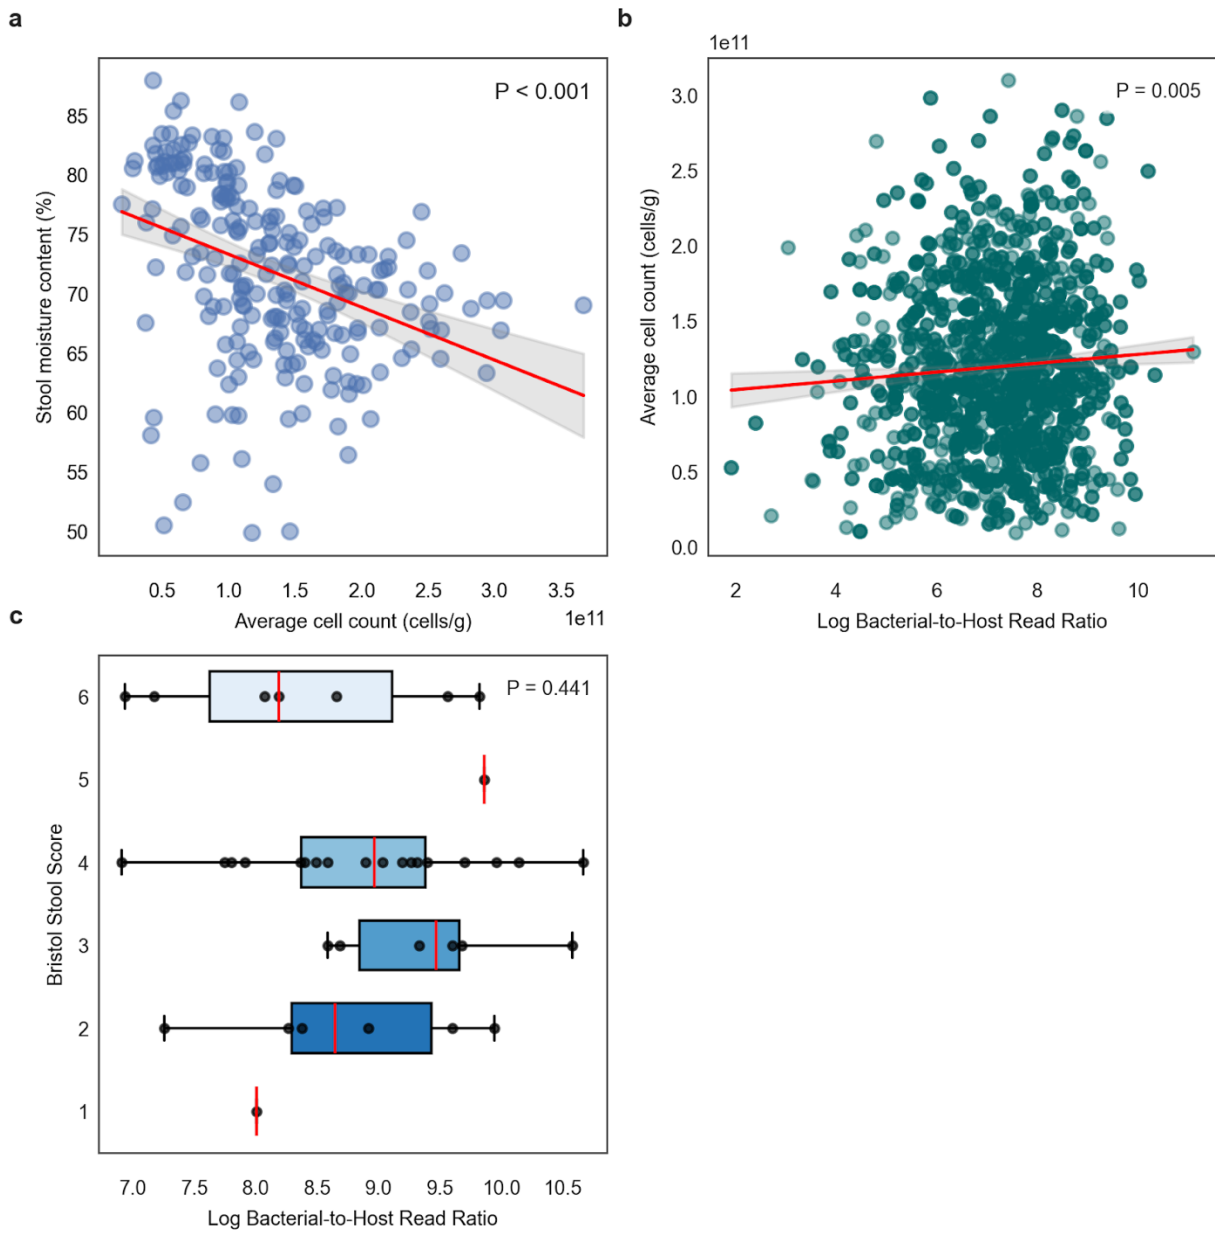 a
P < 0.001
85
80
75
70
65
60
55
50
Stool moisture content (%)
0.5 1.0 1.5 2.0 2.5 3.0 3.5
Average cell count (cells/g)
1e11
b
1e11
P = 0.005
3.0
2.5
2.0
1.5
1.0
0.5
0.0
Average cell count (cells/g)
2 4 6 8 10
Log Bacterial-to-Host Read Ratio
c
P = 0.441
6
5
4
3
2
1
Bristol Stool Score
7.0 7.5 8.0 8.5 9.0 9.5 10.0 10.5
Log Bacterial-to-Host Read Ratio